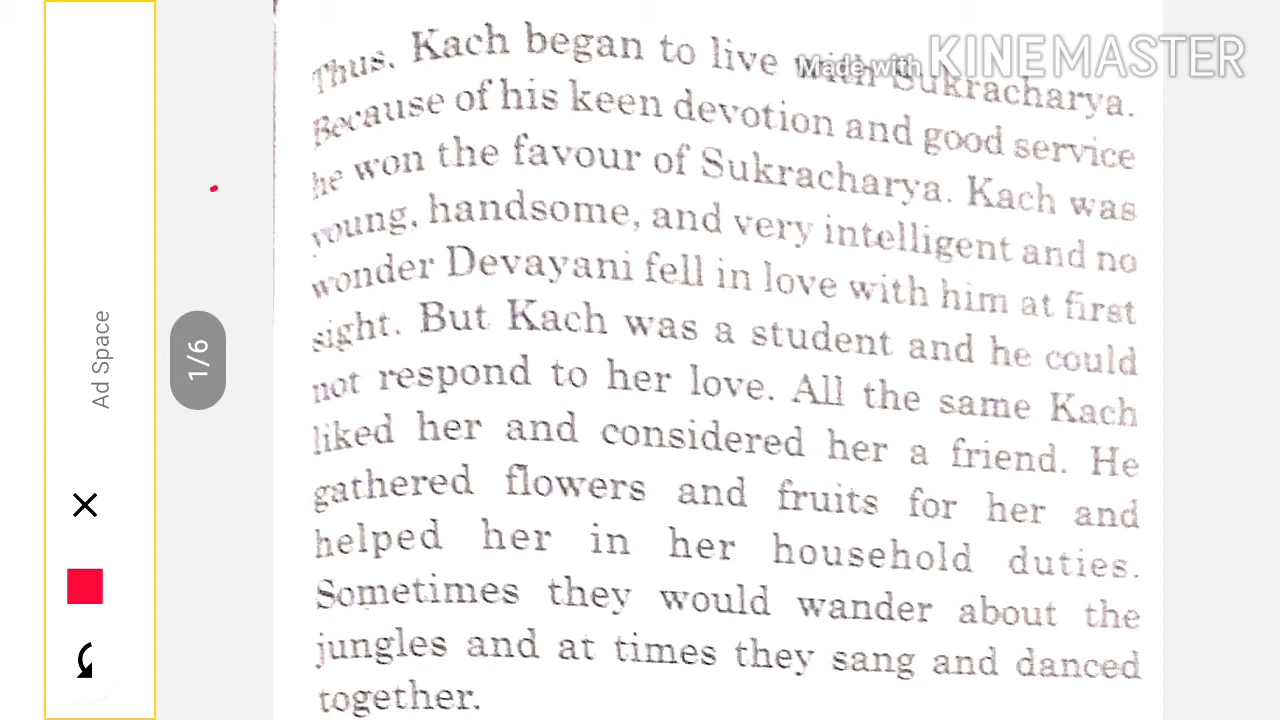 Made with KINEMASTER
Thus. Kach began to live with Sukracharya.
Because of his keen devotion and good service
he won the favour of Sukracharya. Kach was
young, handsome, and very intelligent and no
wonder Devayani fell in love with him at first
sight. But Kach was a student and he could
not respond to her love. All the same Kach
liked her and considered her a friend. He
gathered flowers and fruits for her and
helped her in her household duties.
Sometimes they would wander about the
jungles and at times they sang and danced
together.
Ad Space
1/6